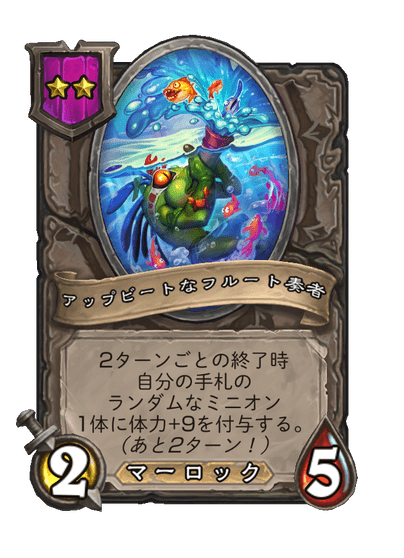 アップビートなフルート奏者
2ターンごとの終了時
自分の手札の
ランダムなミニオン
1体に体力+9を付与する。
(あと2ターン!)
2
マーロック
5